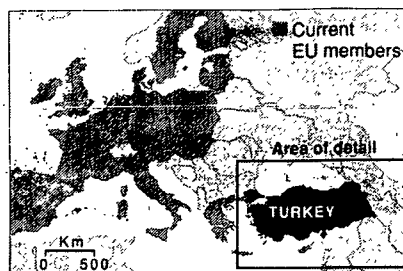 Current
EU members
Area of detail
TURKEY
Km
0 500